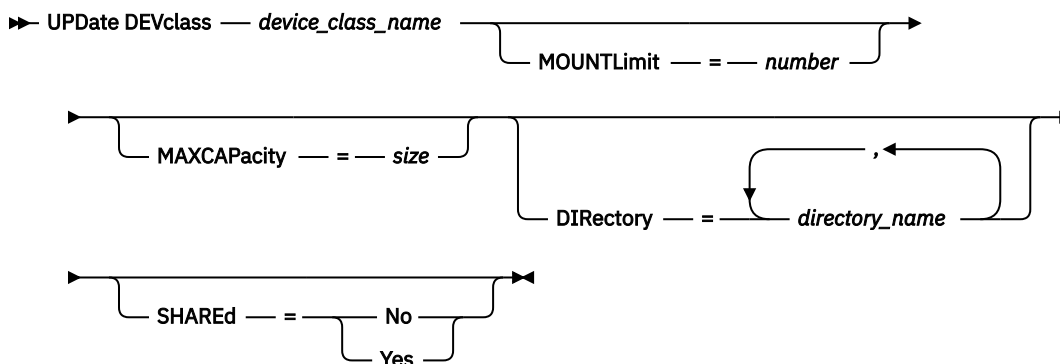 UPDate DEVclass — device_class_name
MOUNTLimit — = — number
MAXCAPacity — = — size
,
DIRectory — = directory_name
SHAREd — = No
Yes